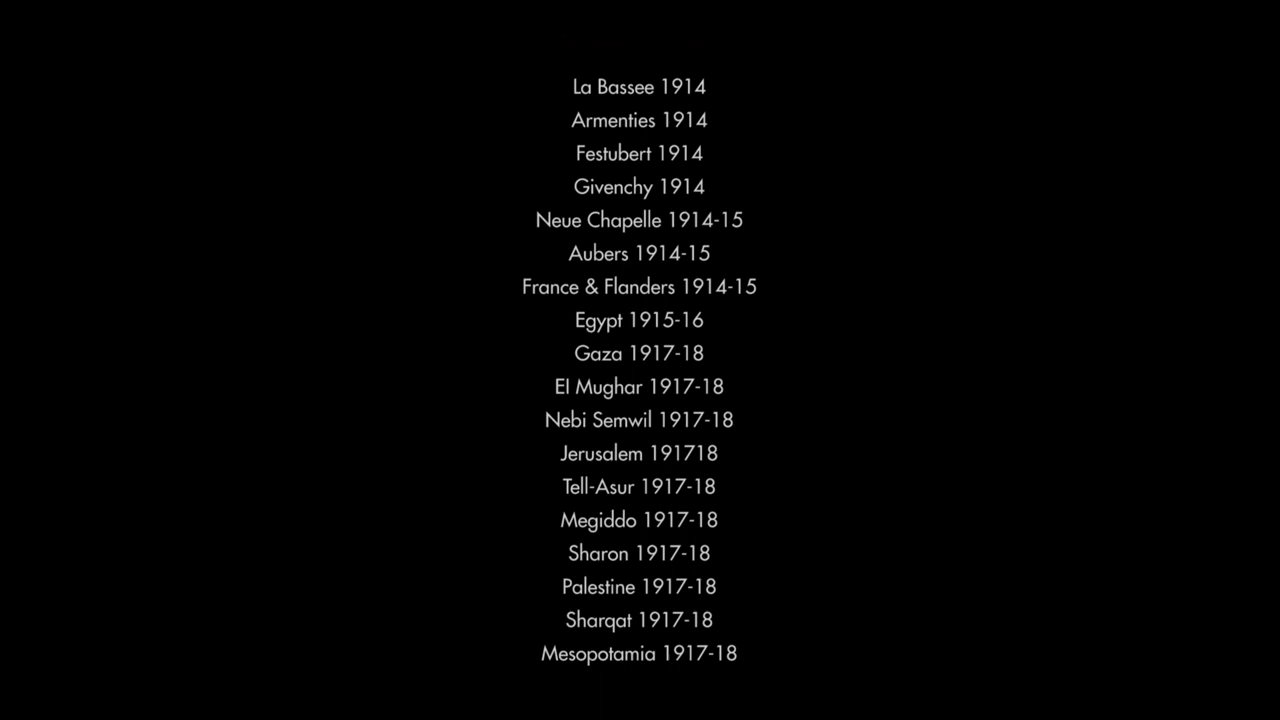 La Bassee 1914
Armenties 1914
Festubert 1914
Givenchy 1914
Neue Chapelle 1914-15
Aubers 1914-15
France & Flanders 1914-15
Egypt 1915-16
Gaza 1917-18
El Mughar 1917-18
Nebi Semwil 1917-18
Jerusalem 191718
Tell-Asur 1917-18
Megiddo 1917-18
Sharon 1917-18
Palestine 1917-18
Sharqat 1917-18
Mesopotamia 1917-18